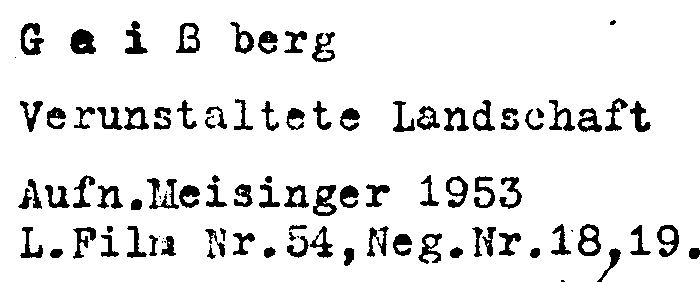 G e i ß berg
Verunstaltete Landschaft
Aufn.Meisinger 1953
L.Film Nr.54,Neg.Nr.18,19.